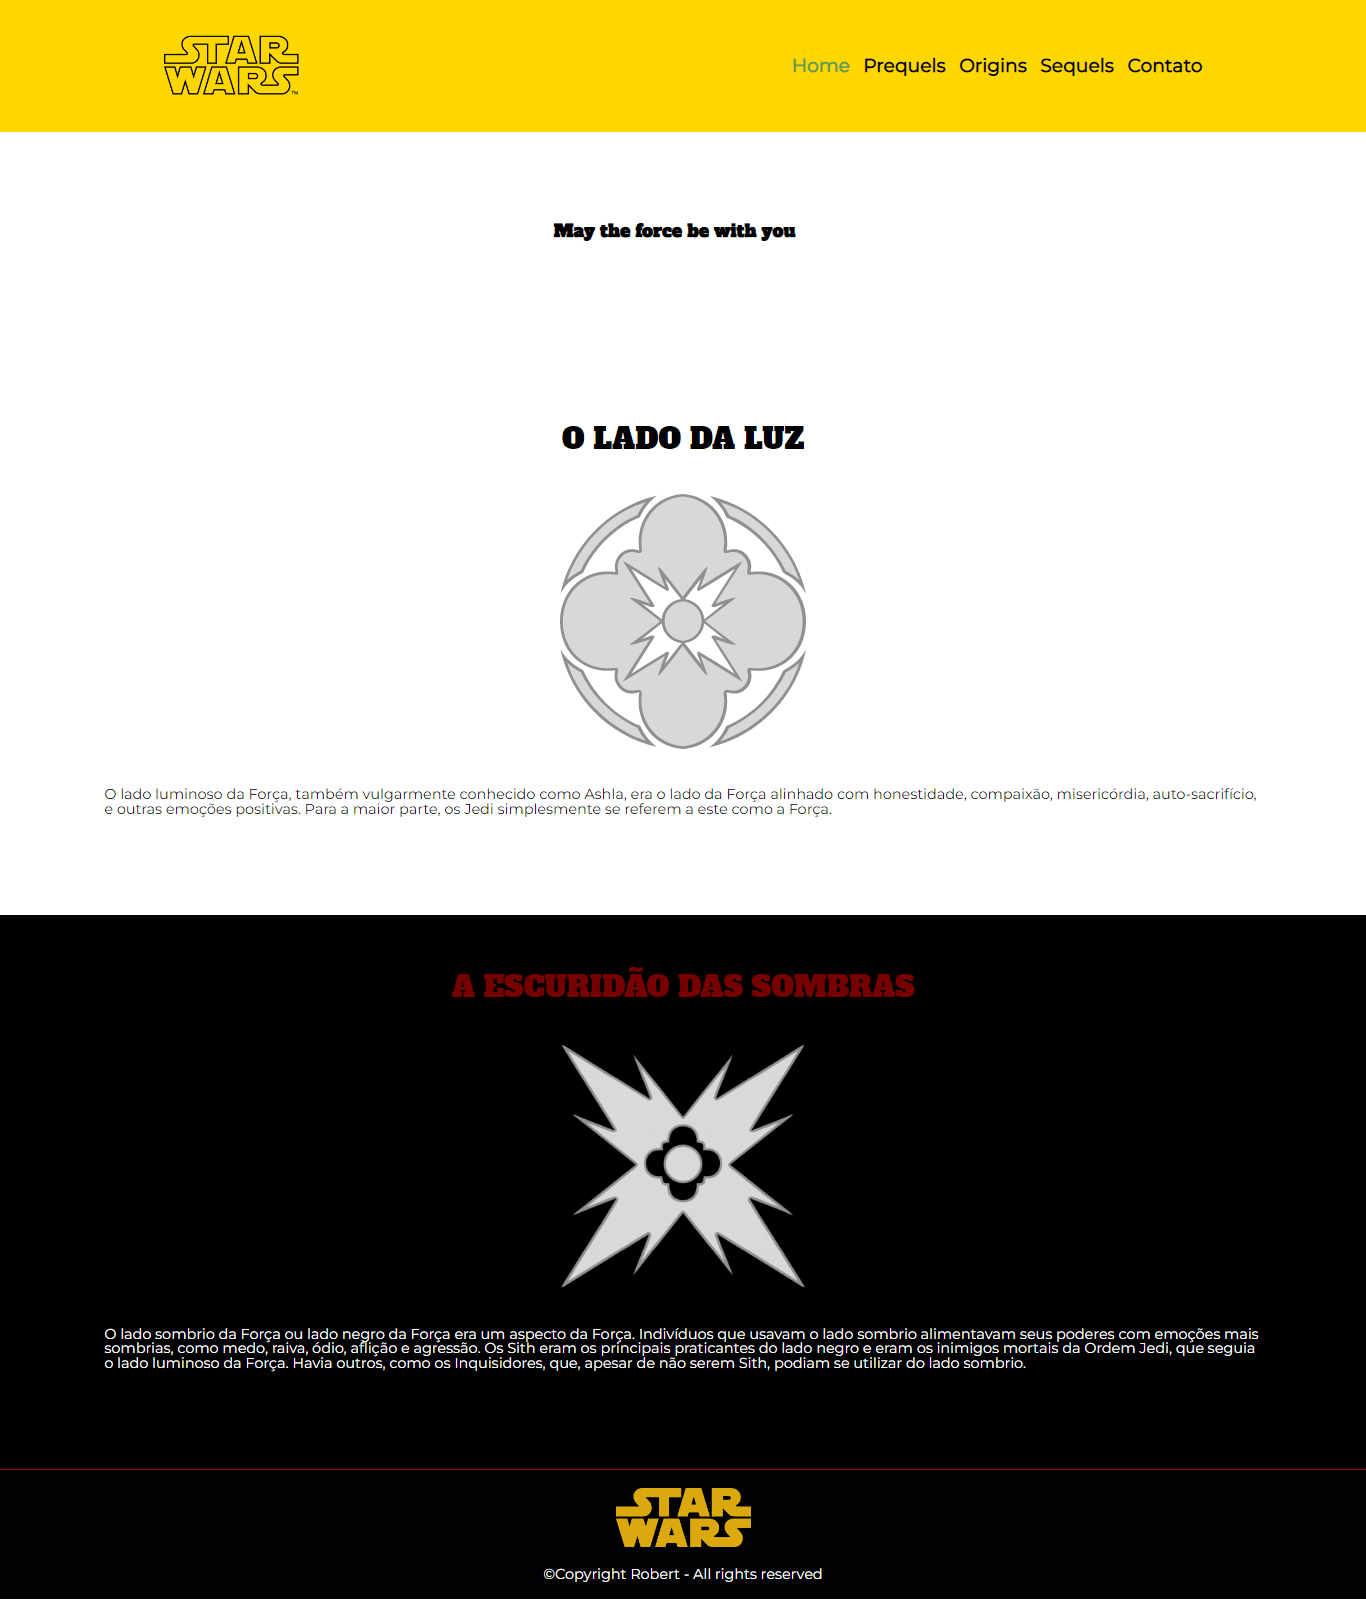 STAR
WARS™
Home Prequels Origins Sequels Contato
May the force be with you
O LADO DA LUZ
O lado luminoso da Força, também vulgarmente conhecido como Ashla, era o lado da Força alinhado com honestidade, compaixão, misericórdia, auto-sacrifício,
e outras emoções positivas. Para a maior parte, os Jedi simplesmente se referem a este como a Força.
A ESCURIDÃO DAS SOMBRAS
O lado sombrio da Força ou lado negro da Força era um aspecto da Força. Indivíduos que usavam o lado sombrio alimentavam seus poderes com emoções mais
sombrias, como medo, raiva, ódio, aflição e agressão. Os Sith eram os principais praticantes do lado negro e eram os inimigos mortais da Ordem Jedi, que seguia
o lado luminoso da Força. Havia outros, como os Inquisidores, que, apesar de não serem Sith, podiam se utilizar do lado sombrio.
STAR
WARS
©Copyright Robert - All rights reserved